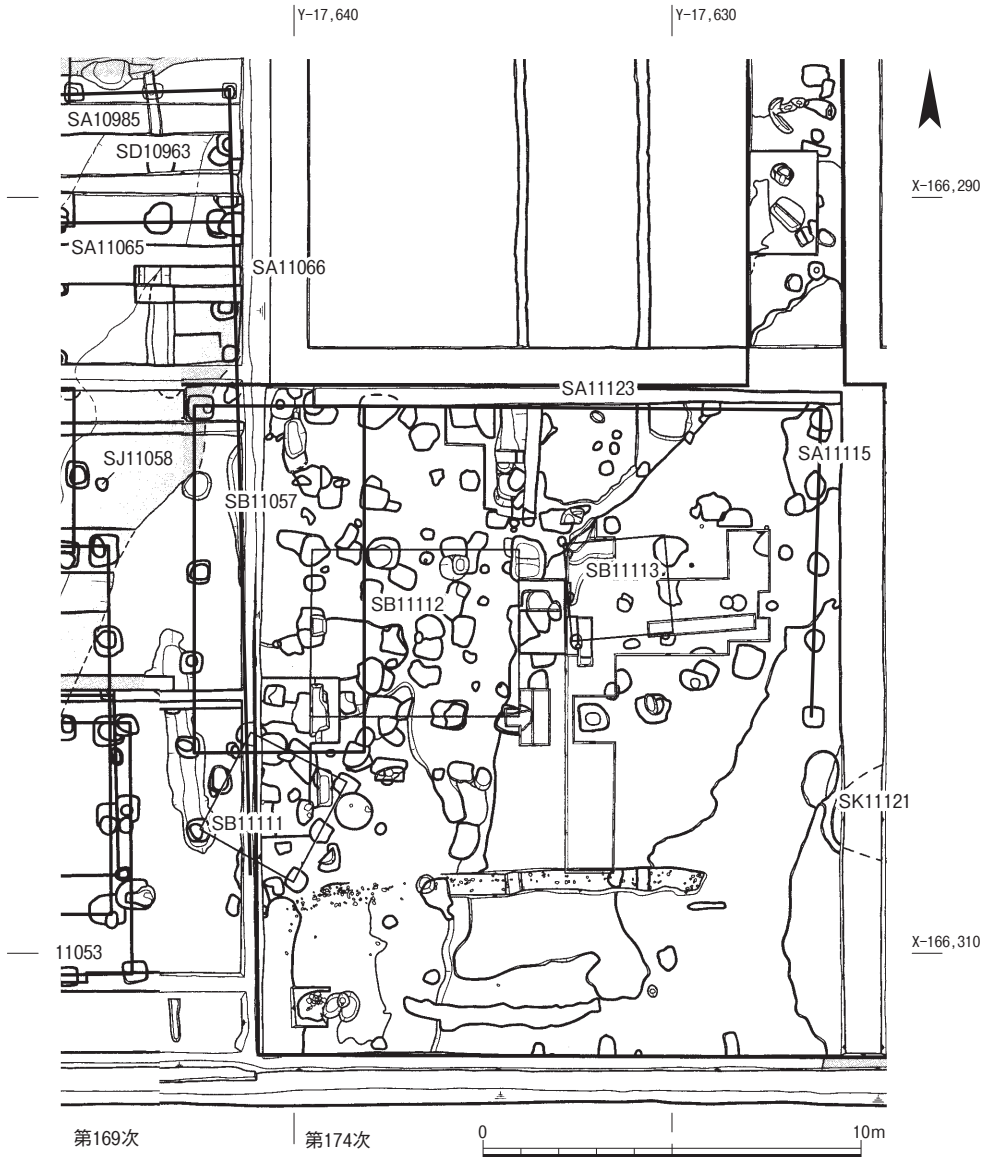 Y-17,640
Y-17,630
SA10985
SD10963
X-166,290
SA11065
SA11066
SA11123
SA11115
SJ11058
SB11057
SB11113
SB11112
SK11121
SB11111
X-166,310
11053
第169次
第174次
0
10m